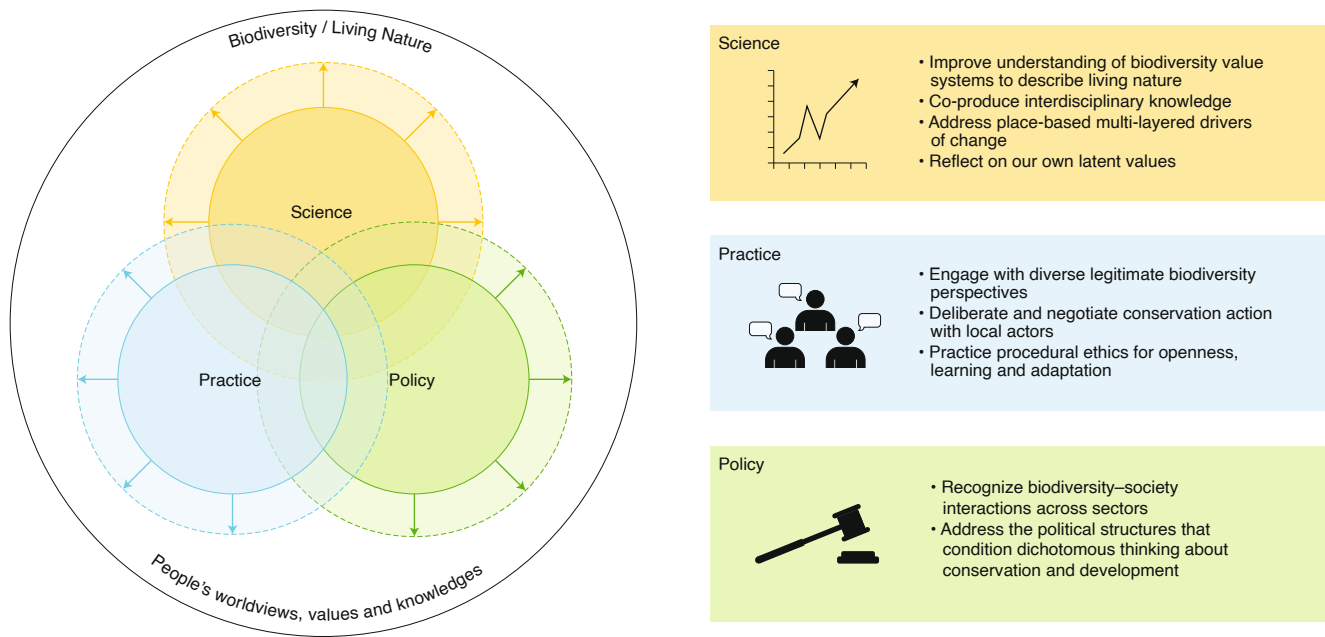 Biodiversity / Living Nature
Science
Practice
Policy
People's worldviews, values and knowledges
Science
• Improve understanding of biodiversity value
systems to describe living nature
• Co-produce interdisciplinary knowledge
• Address place-based multi-layered drivers
of change
• Reflect on our own latent values
Practice
• Engage with diverse legitimate biodiversity
perspectives
• Deliberate and negotiate conservation action
with local actors
• Practice procedural ethics for openness,
learning and adaptation
Policy
• Recognize biodiversity–society
interactions across sectors
• Address the political structures that
condition dichotomous thinking about
conservation and development